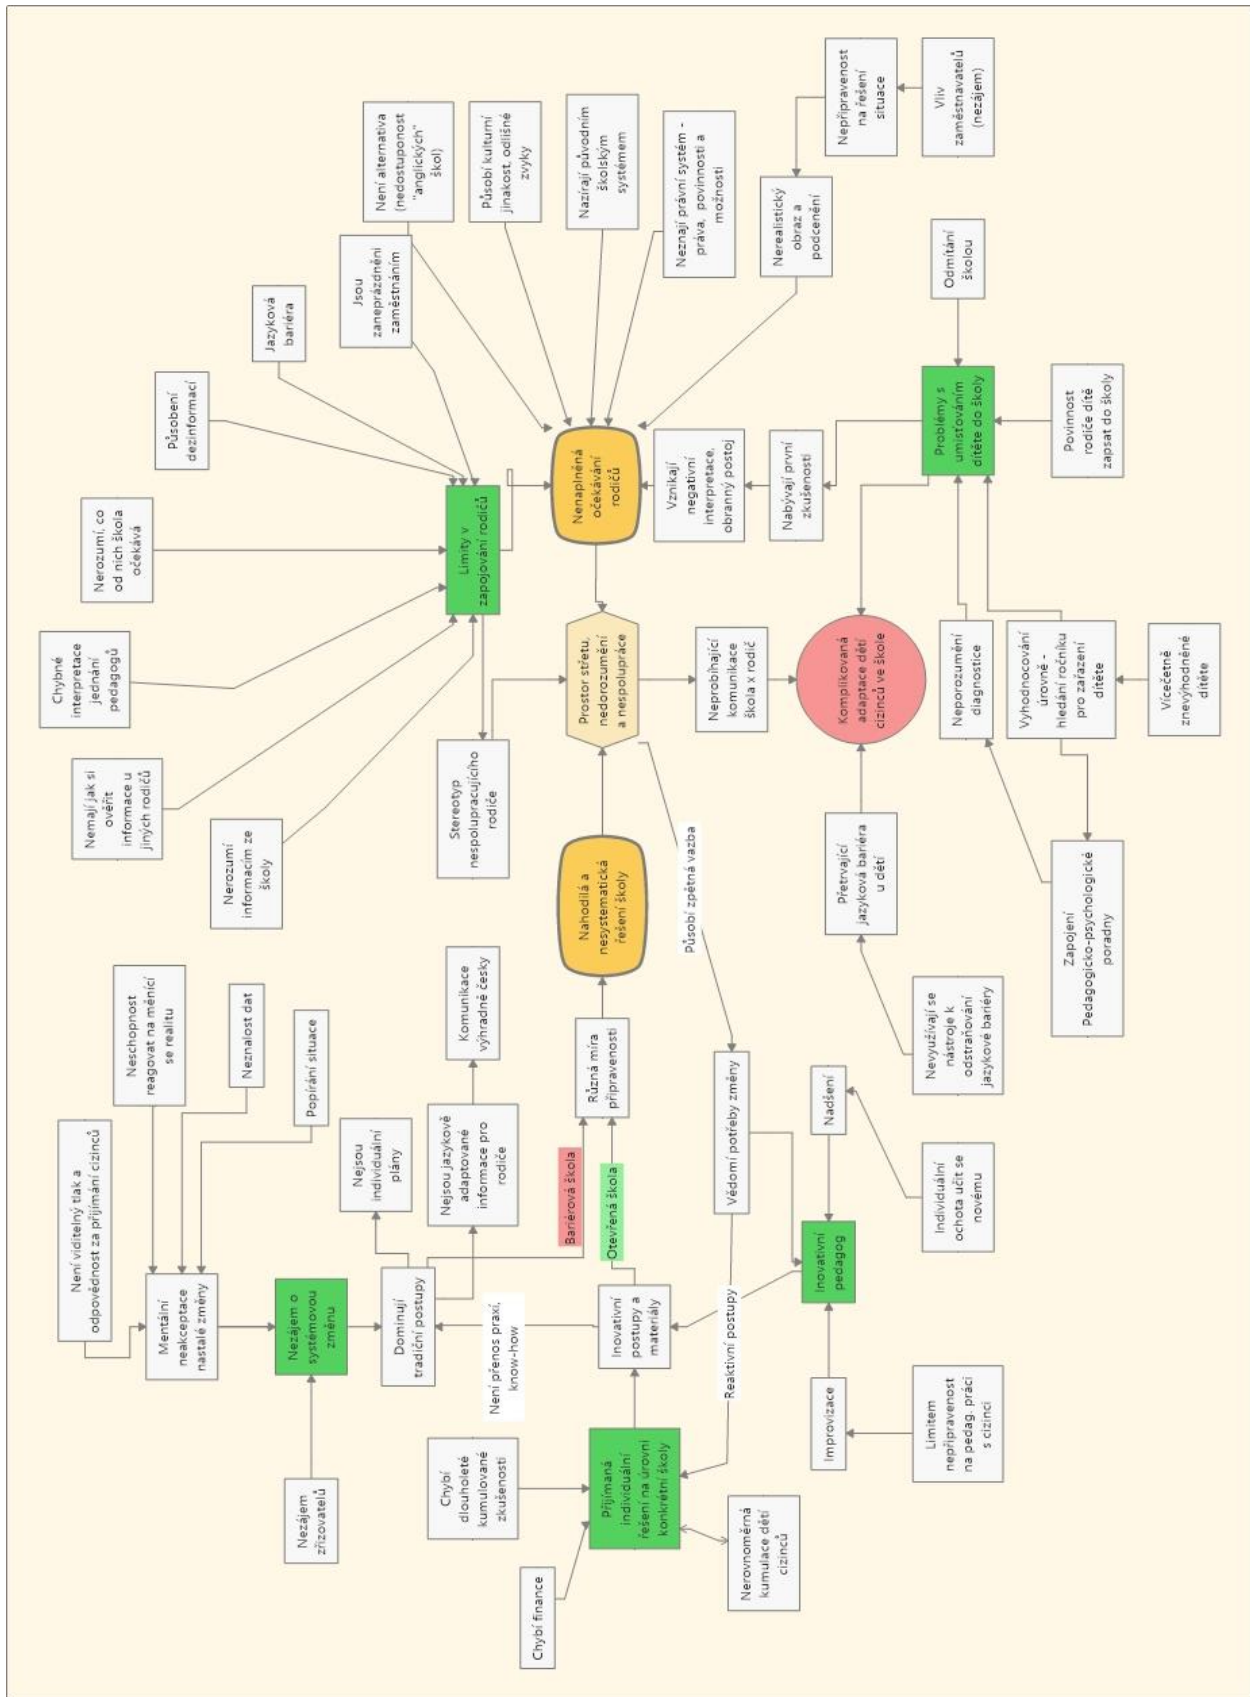 Není viditelný tlak a
odpovědnost za přijímání cizinců
Nemají jak si
ověřit
informace u
jiných rodičů
Chybné
interpretace
jednání
pedagogů
Nerozumí, co
od nich škola
očekává
Neschopnost
reagovat na měnící
se realitu
Mentální
neakceptace
nastalé změny
Působení
dezinformací
Nerozumí
informacím ze
školy
Neznalost dat
Jazyková
bariéra
Nezájem
zřizovatelů
Nezájem o
systémovou
změnu
Popírání situace
Jsou
zaneprázdněni
zaměstnáním
Není alternativa
(nedostuponost
"anglických"
škol)
Dominují
tradiční postupy
Nejsou
individuální
plány
Chybí
dlouholeté
kumulované
zkušenosti
Nejsou jazykově
adaptované
informace pro
rodiče
Komunikace
výhradně česky
Stereotyp
nespolupracujícího
rodiče
Limity v
zapojování rodičů
Působí kulturní
jinakost, odlišné
zvyky
Není přenos praxí,
know-how
Chybí finance
Bariérová škola
Nahodilá a
nesystematická
řešení školy
Prostor střetu,
nedorozumění
a nespolupráce
Nenaplněná
očekávání
rodičů
Nazírají původním
školským
systémem
Přijímaná
individuální
řešení na úrovni
konkrétní školy
Inovativní
postupy a
materiály
Otevřená škola
Různá míra
připravenosti
Působí zpětná vazba
Neprobíhající
komunikace
škola x rodič
Vznikají
negativní
interpretace,
obranný postoj
Neznají právní systém -
práva, povinnosti a
možnosti
Nerovnoměrná
kumulace dětí
cizinců
Reaktivní postupy
Vědomí potřeby změny
Nabývají první
zkušenosti
Nerealistický
obraz a
podcenění
Improvizace
Inovativní
pedagog
Nadšení
Přetrvající
jazyková bariéra
u dětí
Komplikovaná
adaptace dětí
cizinců ve škole
Nepřipravenost
na řešení
situace
Limitem
nepřipravenost
na pedag. práci
s cizinci
Individuální
ochota učit se
novému
Nevyužívají se
nástroje k
odstraňování
jazykové bariéry
Neporozumění
diagnostice
Problémy s
umisťováním
dítěte do školy
Odmítání
školou
Vliv
zaměstnavatelů
(nezájem)
Zapojení
Pedagogicko-psychologické
poradny
Vyhodnocování
úrovně -
hledání ročníku
pro zařazení
dítěte
Povinnost
rodiče dítě
zapsat do školy
Vícečetně
znevýhodněné
dítěte